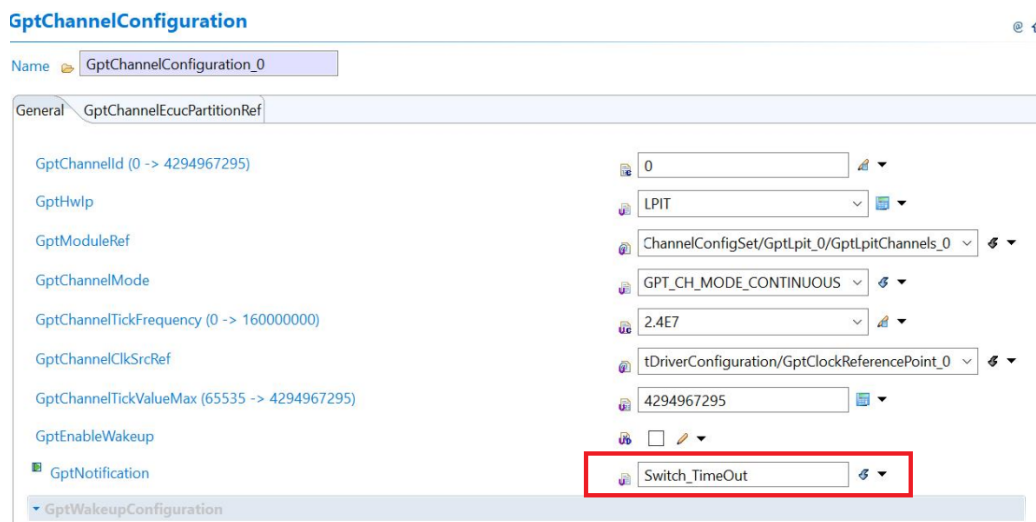 GptChannelConfiguration
Name GptChannelConfiguration_0
General GptChannelEcucPartitionRef
GptChannelId (0 -> 4294967295) 0
GptHwIp LPIT
GptModuleRef ChannelConfigSet/GptLpit_0/GptLpitChannels_0
GptChannelMode GPT_CH_MODE_CONTINUOUS
GptChannelTickFrequency (0 -> 160000000) 2.4E7
GptChannelClkSrcRef tDriverConfiguration/GptClockReferencePoint_0
GptChannelTickValueMax (65535 -> 4294967295) 4294967295
GptEnableWakeup
GptNotification Switch_TimeOut
GptWakeupConfiguration